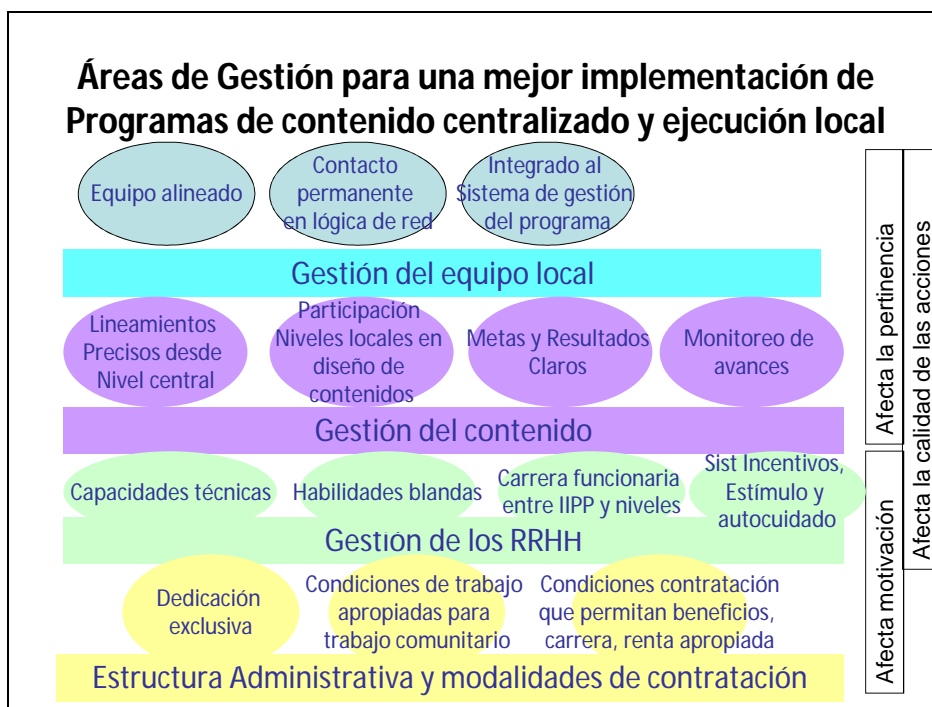 Áreas de Gestión para una mejor implementación de
Programas de contenido centralizado y ejecución local
Equipo alineado
Contacto
permanente
en lógica de red
Integrado al
Sistema de gestión
del programa
Gestión del equipo local
Lineamientos
Precisos desde
Nivel central
Participación
Niveles locales en
diseño de
contenidos
Metas y Resultados
Claros
Monitoreo de
avances
Gestión del contenido
Capacidades técnicas
Habilidades blandas
Carrera funcionaria
entre IIPP y niveles
Sist Incentivos,
Estímulo y
autocuidado
Gestión de los RRHH
Dedicación
exclusiva
Condiciones de trabajo
apropiadas para
trabajo comunitario
Condiciones contratación
que permitan beneficios,
carrera, renta apropiada
Estructura Administrativa y modalidades de contratación
Afecta la pertinencia
Afecta motivación
Afecta la calidad de las acciones